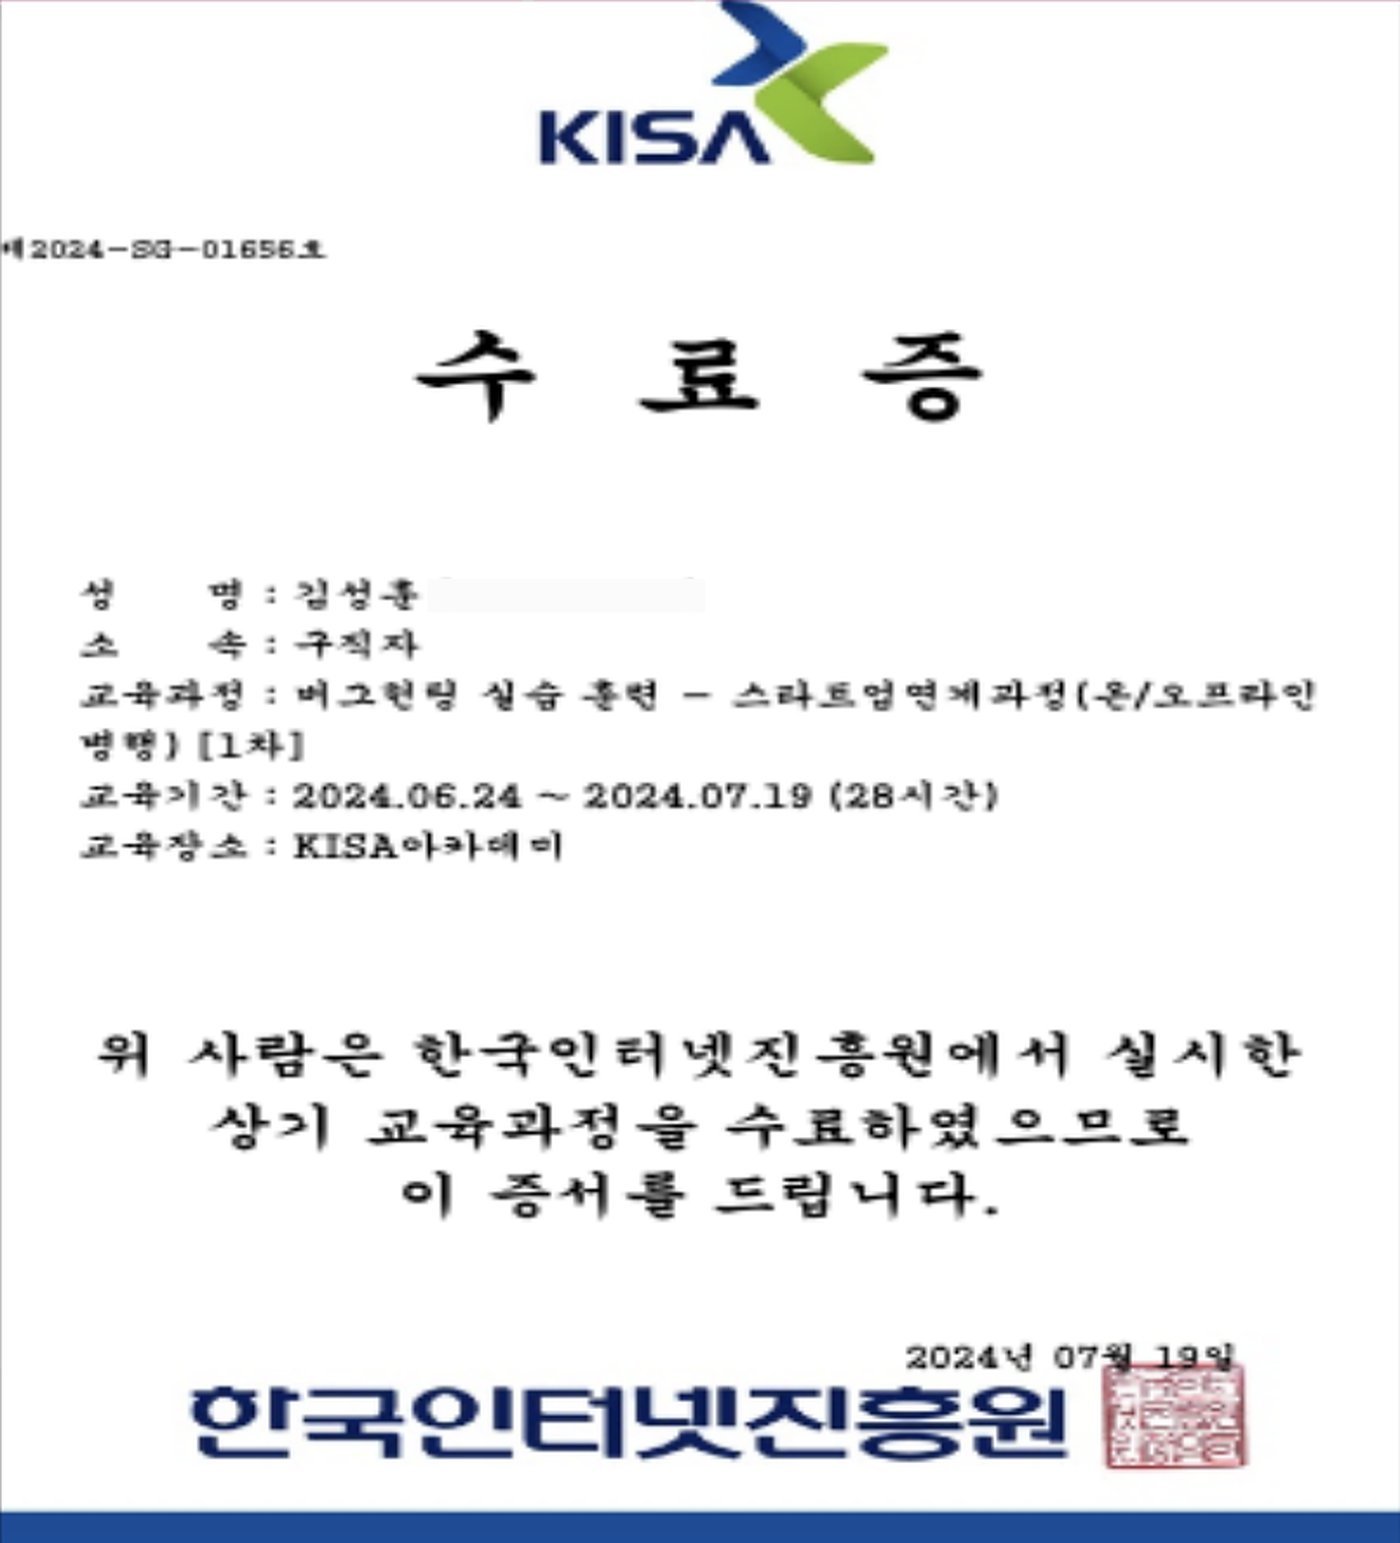 KISA
제2024-SG-01656호
수 료 증
성 명 : 김성훈
소 속 : 구직자
교육과정 : 버그헌팅 실습 훈련 - 스타트업연계과정(온/오프라인
병행) [1차]
교육기간 : 2024.06.24 ~ 2024.07.19 (28시간)
교육장소 : KISA아카데미
위 사람은 한국인터넷진흥원에서 실시한
상기 교육과정을 수료하였으므로
이 증서를 드립니다.
2024년 07월 19일
한국인터넷진흥원